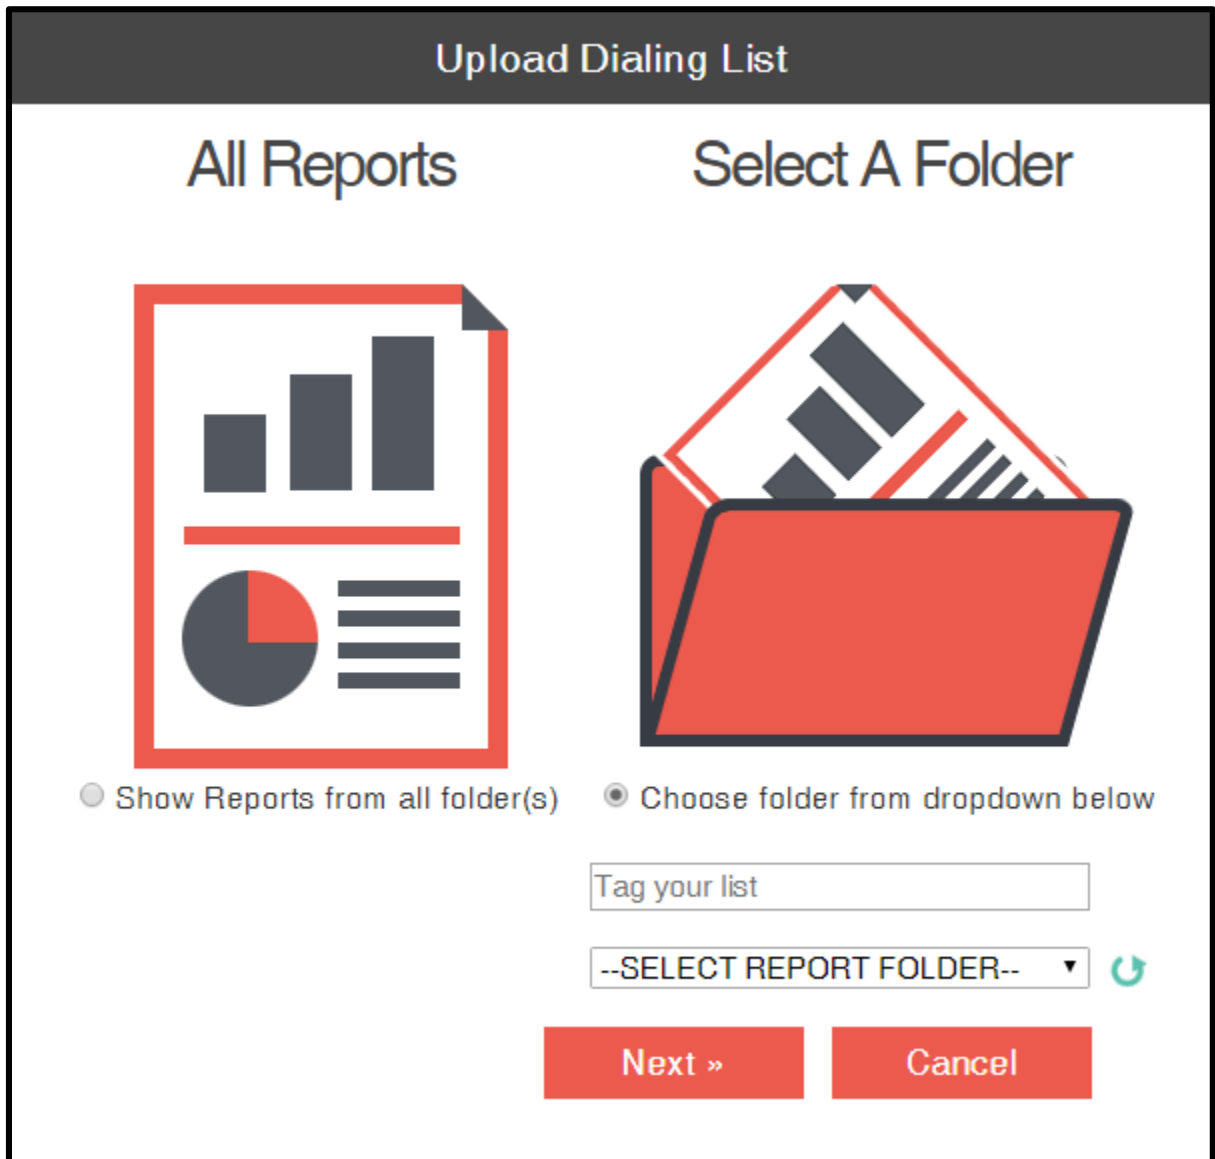 Upload Dialing List
All Reports
Select A Folder
Show Reports from all folder(s)
Choose folder from dropdown below
Tag your list
--SELECT REPORT FOLDER--
Next »
Cancel